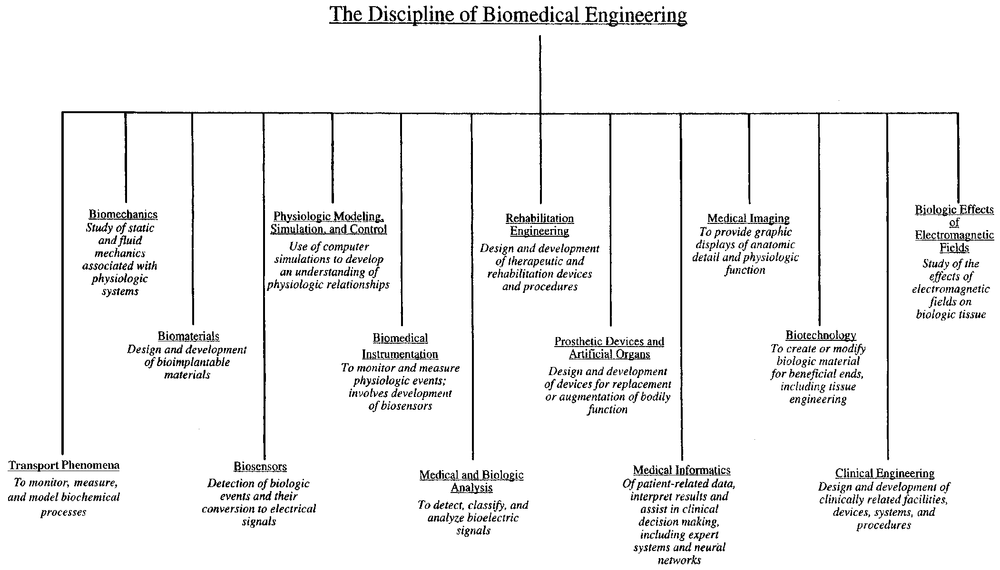 The Discipline of Biomedical Engineering
Transport Phenomena
To monitor, measure,
and model biochemical
processes
Biomechanics
Study of static
and fluid
mechanics
associated with
physiologic
systems
Biomaterials
Design and development
of bioimplantable
materials
Biosensors
Detection of biologic
events and their
conversion to electrical
signals
Physiologic Modeling,
Simulation, and Control
Use of computer
simulations to develop
an understanding of
physiologic relationships
Biomedical
Instrumentation
To monitor and measure
physiologic events;
involves development
of biosensors
Medical and Biologic
Analysis
To detect, classify, and
analyze bioelectric
signals
Rehabilitation
Engineering
Design and development
of therapeutic and
rehabilitation devices
and procedures
Prosthetic Devices and
Artificial Organs
Design and development
of devices for replacement
or augmentation of bodily
function
Medical Informatics
Of patient-related data,
interpret results and
assist in clinical
decision making,
including expert
systems and neural
networks
Medical Imaging
To provide graphic
displays of anatomic
detail and physiologic
function
Biotechnology
To create or modify
biologic material
for beneficial ends,
including tissue
engineering
Clinical Engineering
Design and development of
clinically related facilities,
devices, systems, and
procedures
Biologic Effects
of
Electromagnetic
Fields
Study of the
effects of
electromagnetic
fields on
biologic tissue